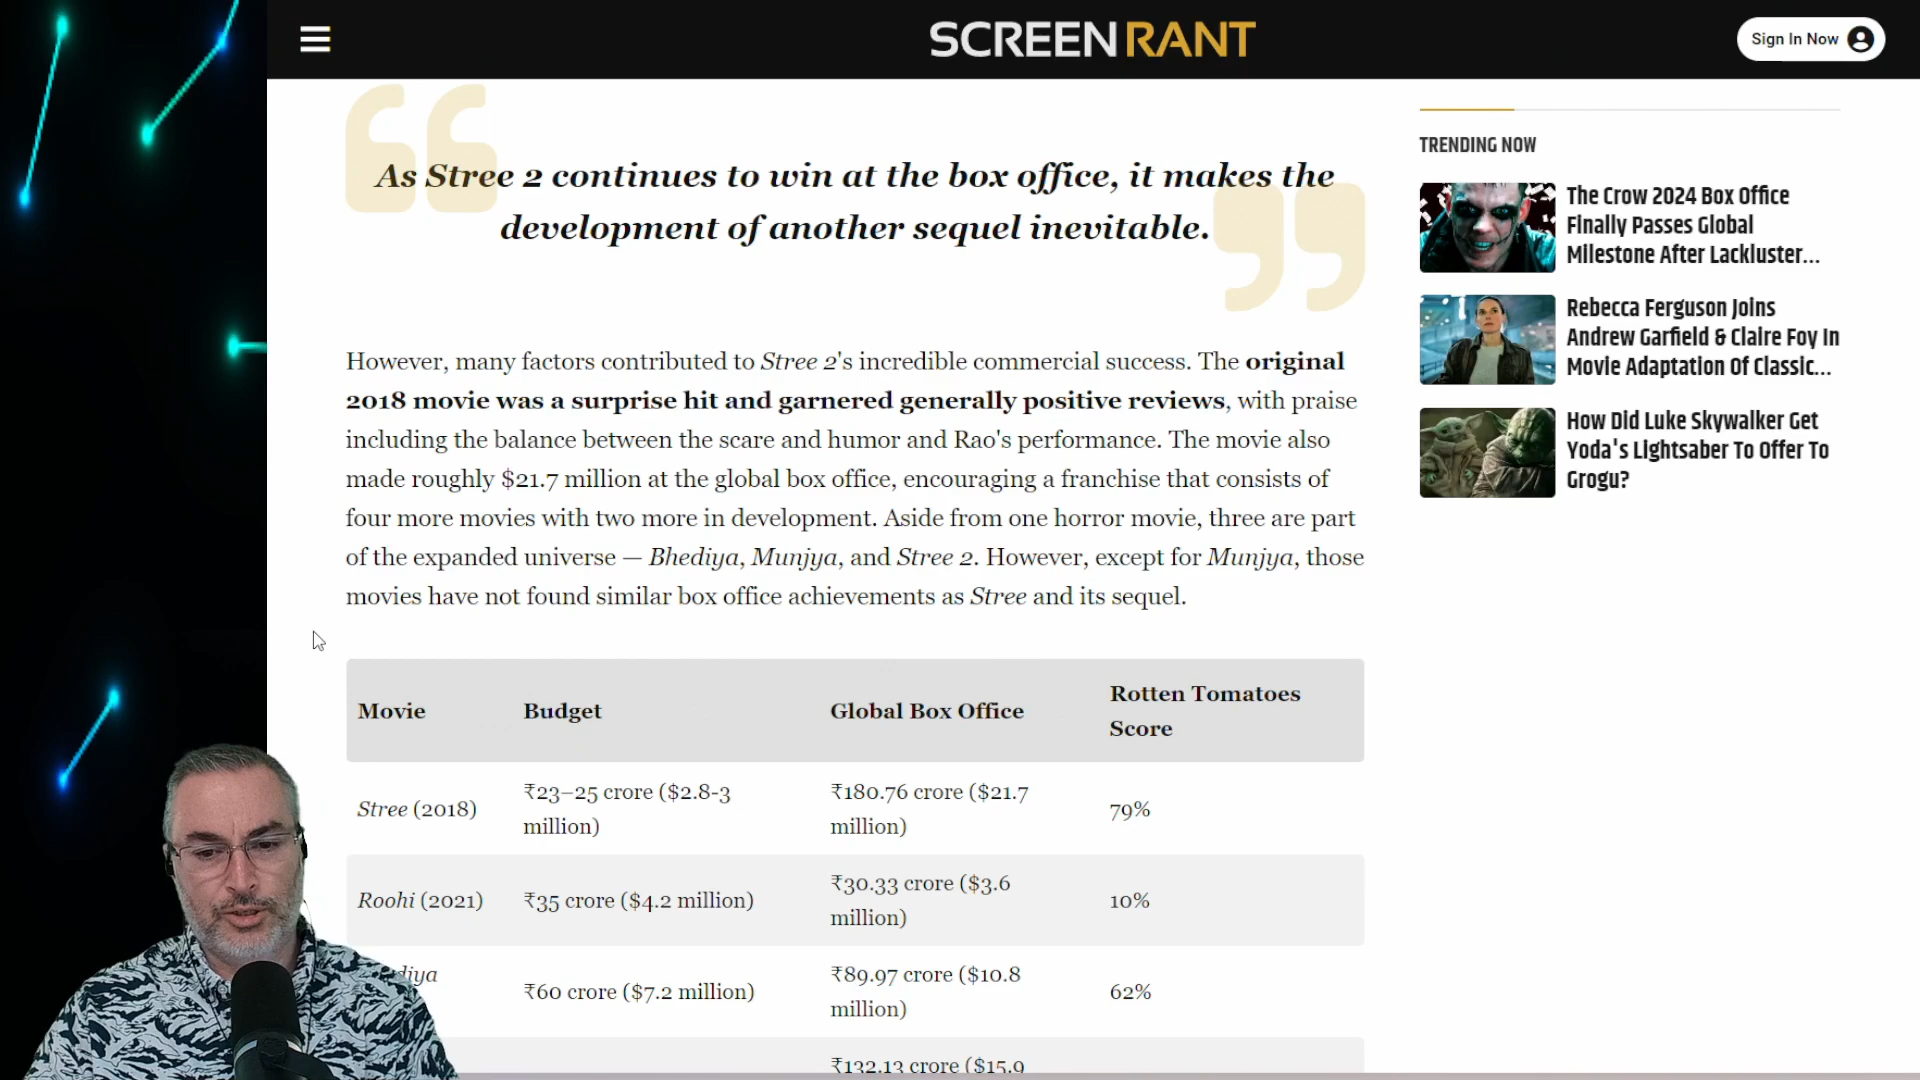 SCREENRANT
Sign In Now
As Stree 2 continues to win at the box office, it makes the
development of another sequel inevitable.
However, many factors contributed to Stree 2's incredible commercial success. The original
2018 movie was a surprise hit and garnered generally positive reviews, with praise
including the balance between the scare and humor and Rao's performance. The movie also
made roughly $21.7 million at the global box office, encouraging a franchise that consists of
four more movies with two more in development. Aside from one horror movie, three are part
of the expanded universe — Bhediya, Munjya, and Stree 2. However, except for Munjya, those
movies have not found similar box office achievements as Stree and its sequel.
Movie Budget Global Box Office Rotten Tomatoes
Score
Stree (2018) ₹23–25 crore ($2.8-3
million) ₹180.76 crore ($21.7
million) 79%
Roohi (2021) ₹35 crore ($4.2 million) ₹30.33 crore ($3.6
million) 10%
₹60 crore ($7.2 million) ₹89.97 crore ($10.8
million) 62%
₹132.13 crore ($15.9
TRENDING NOW
The Crow 2024 Box Office
Finally Passes Global
Milestone After Lackluster...
Rebecca Ferguson Joins
Andrew Garfield & Claire Foy In
Movie Adaptation Of Classic...
How Did Luke Skywalker Get
Yoda's Lightsaber To Offer To
Grogu?